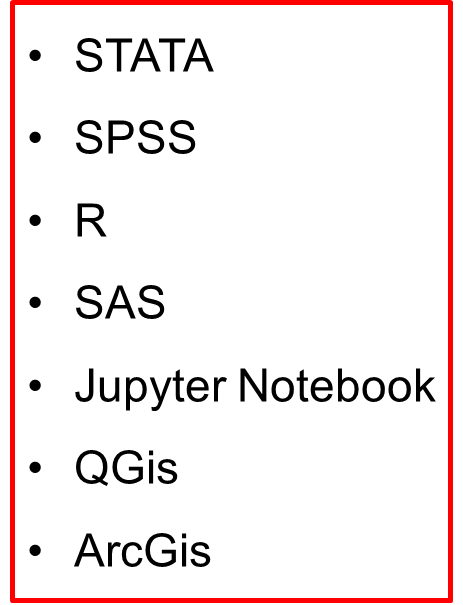 • STATA
• SPSS
• R
• SAS
• Jupyter Notebook
• QGis
• ArcGis